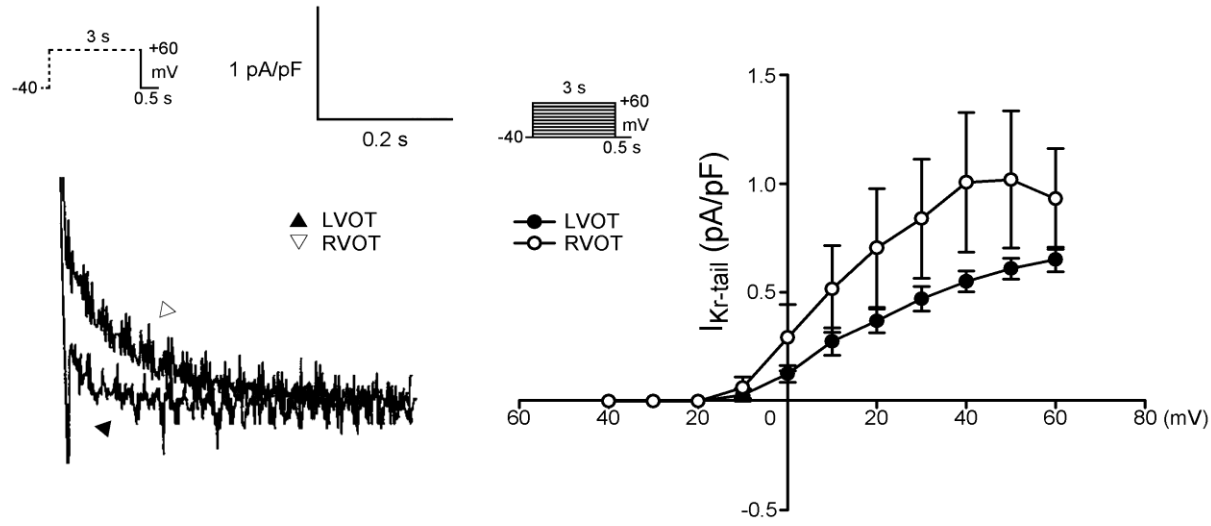 3 s
+60
mV
-40
0.5 s
1 pA/pF
0.2 s
▲ LVOT
▽ RVOT
3 s
+60
mV
-40
0.5 s
LVOT
RVOT
IKr-tail (pA/pF)
1.5
1.0
0.5
60 40 20 0 20 40 60 80 (mV)
-0.5